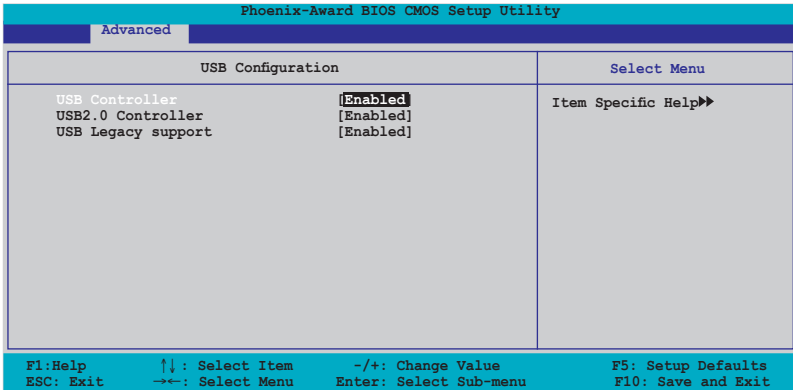 Phoenix-Award BIOS CMOS Setup Utility
Advanced
USB Configuration Select Menu
USB Controller [Enabled] Item Specific Help▶▶
USB2.0 Controller [Enabled]
USB Legacy support [Enabled]
F1:Help ↑↓ : Select Item -/+: Change Value F5: Setup Defaults
ESC: Exit →←: Select Menu Enter: Select Sub-menu F10: Save and Exit